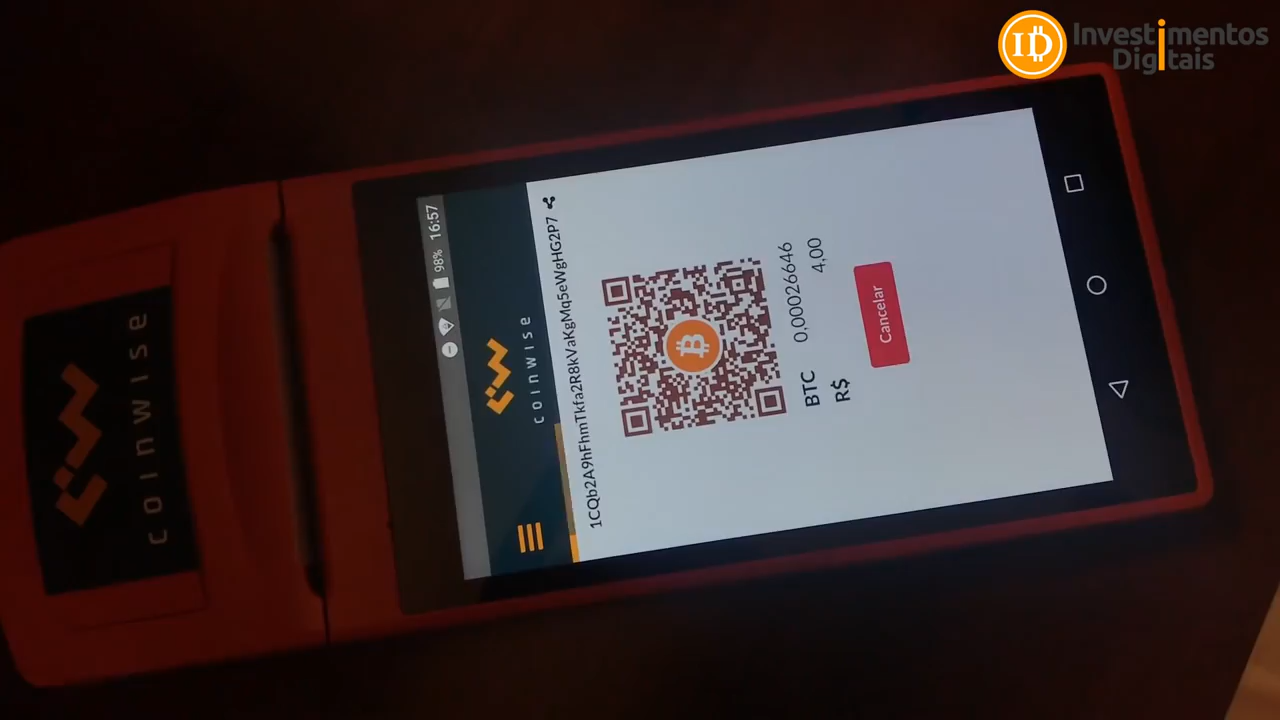 Investimentos
Digitais
coinwise
98% 16:57
coinwise
1CQb2A9hFhmTkfa2R8kVaKgMq5eWgHG2P7
BTC 0,00026646
R$ 4,00
Cancelar